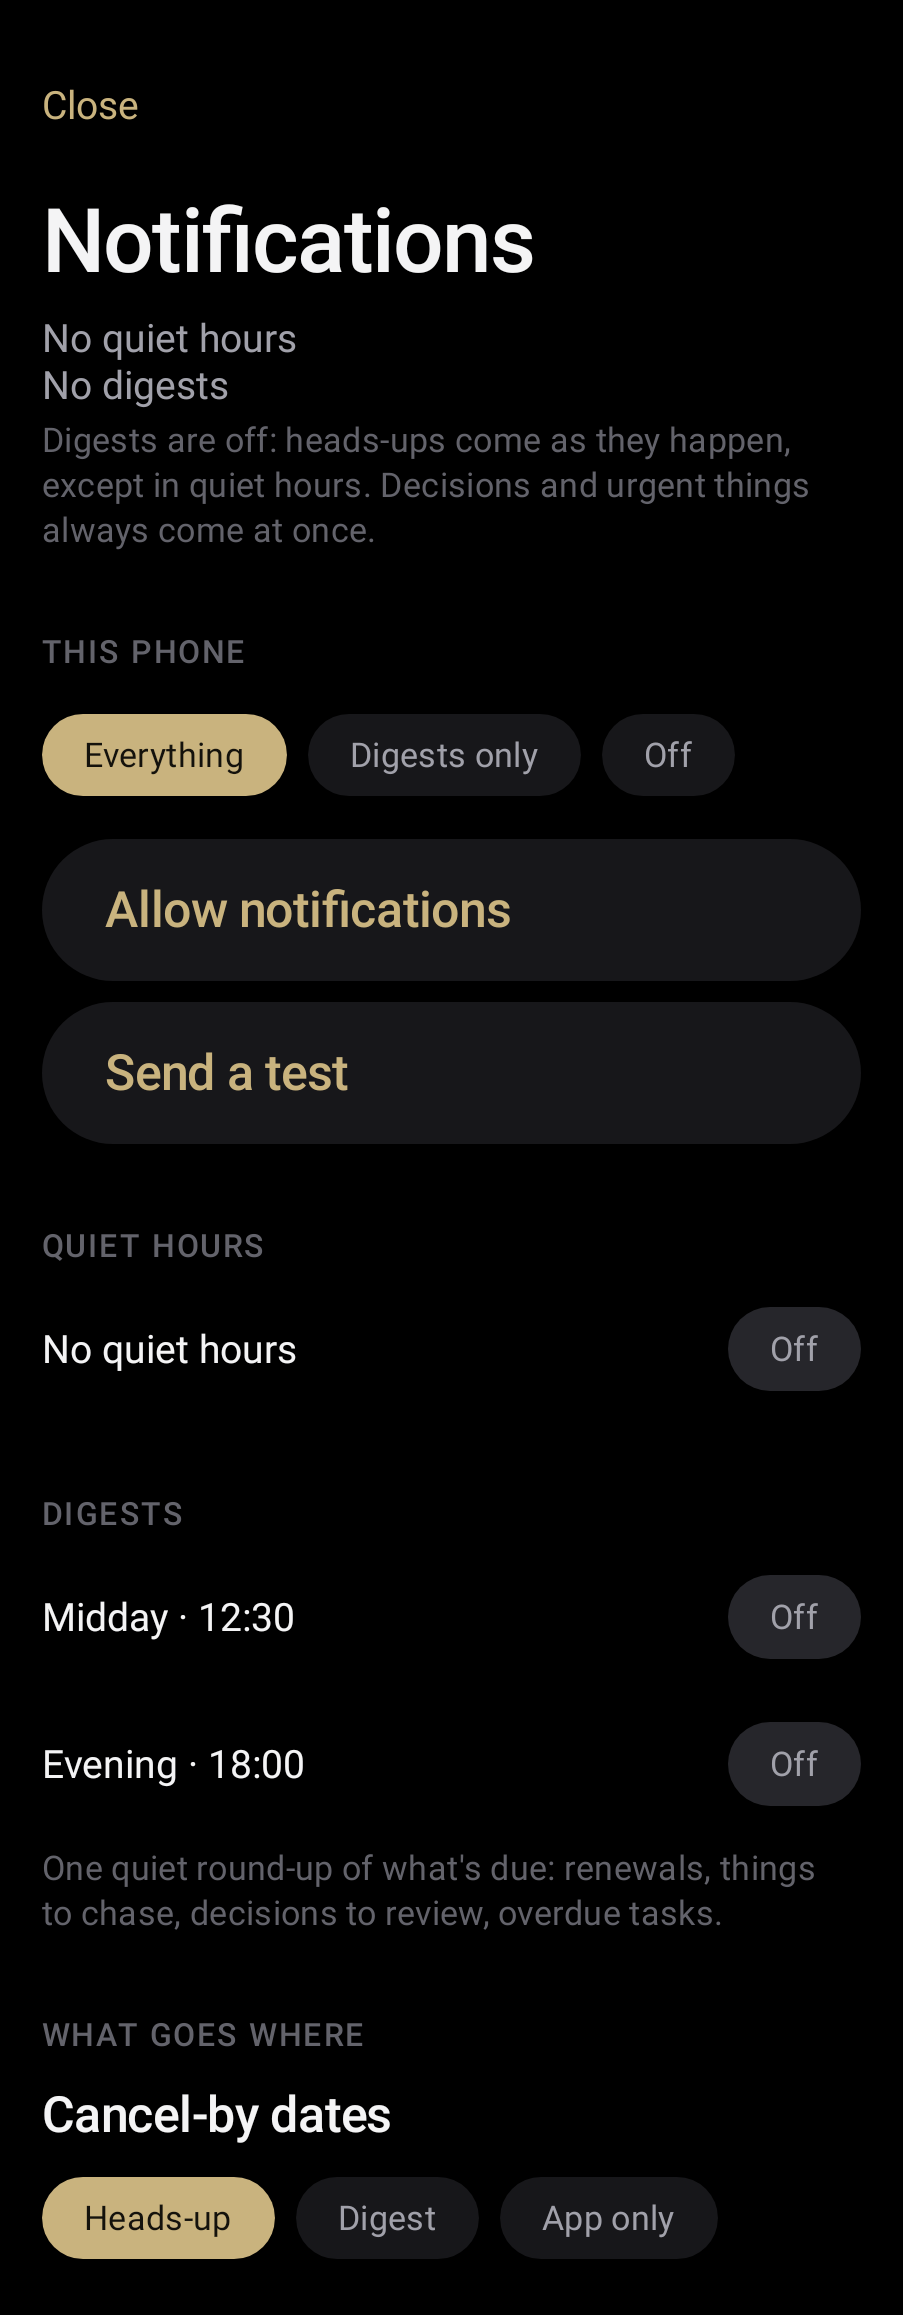 Close
Notifications
No quiet hours
No digests
Digests are off: heads-ups come as they happen,
except in quiet hours. Decisions and urgent things
always come at once.
THIS PHONE
Everything
Digests only
Off
Allow notifications
Send a test
QUIET HOURS
No quiet hours
Off
DIGESTS
Midday · 12:30
Off
Evening · 18:00
Off
One quiet round-up of what's due: renewals, things
to chase, decisions to review, overdue tasks.
WHAT GOES WHERE
Cancel-by dates
Heads-up
Digest
App only